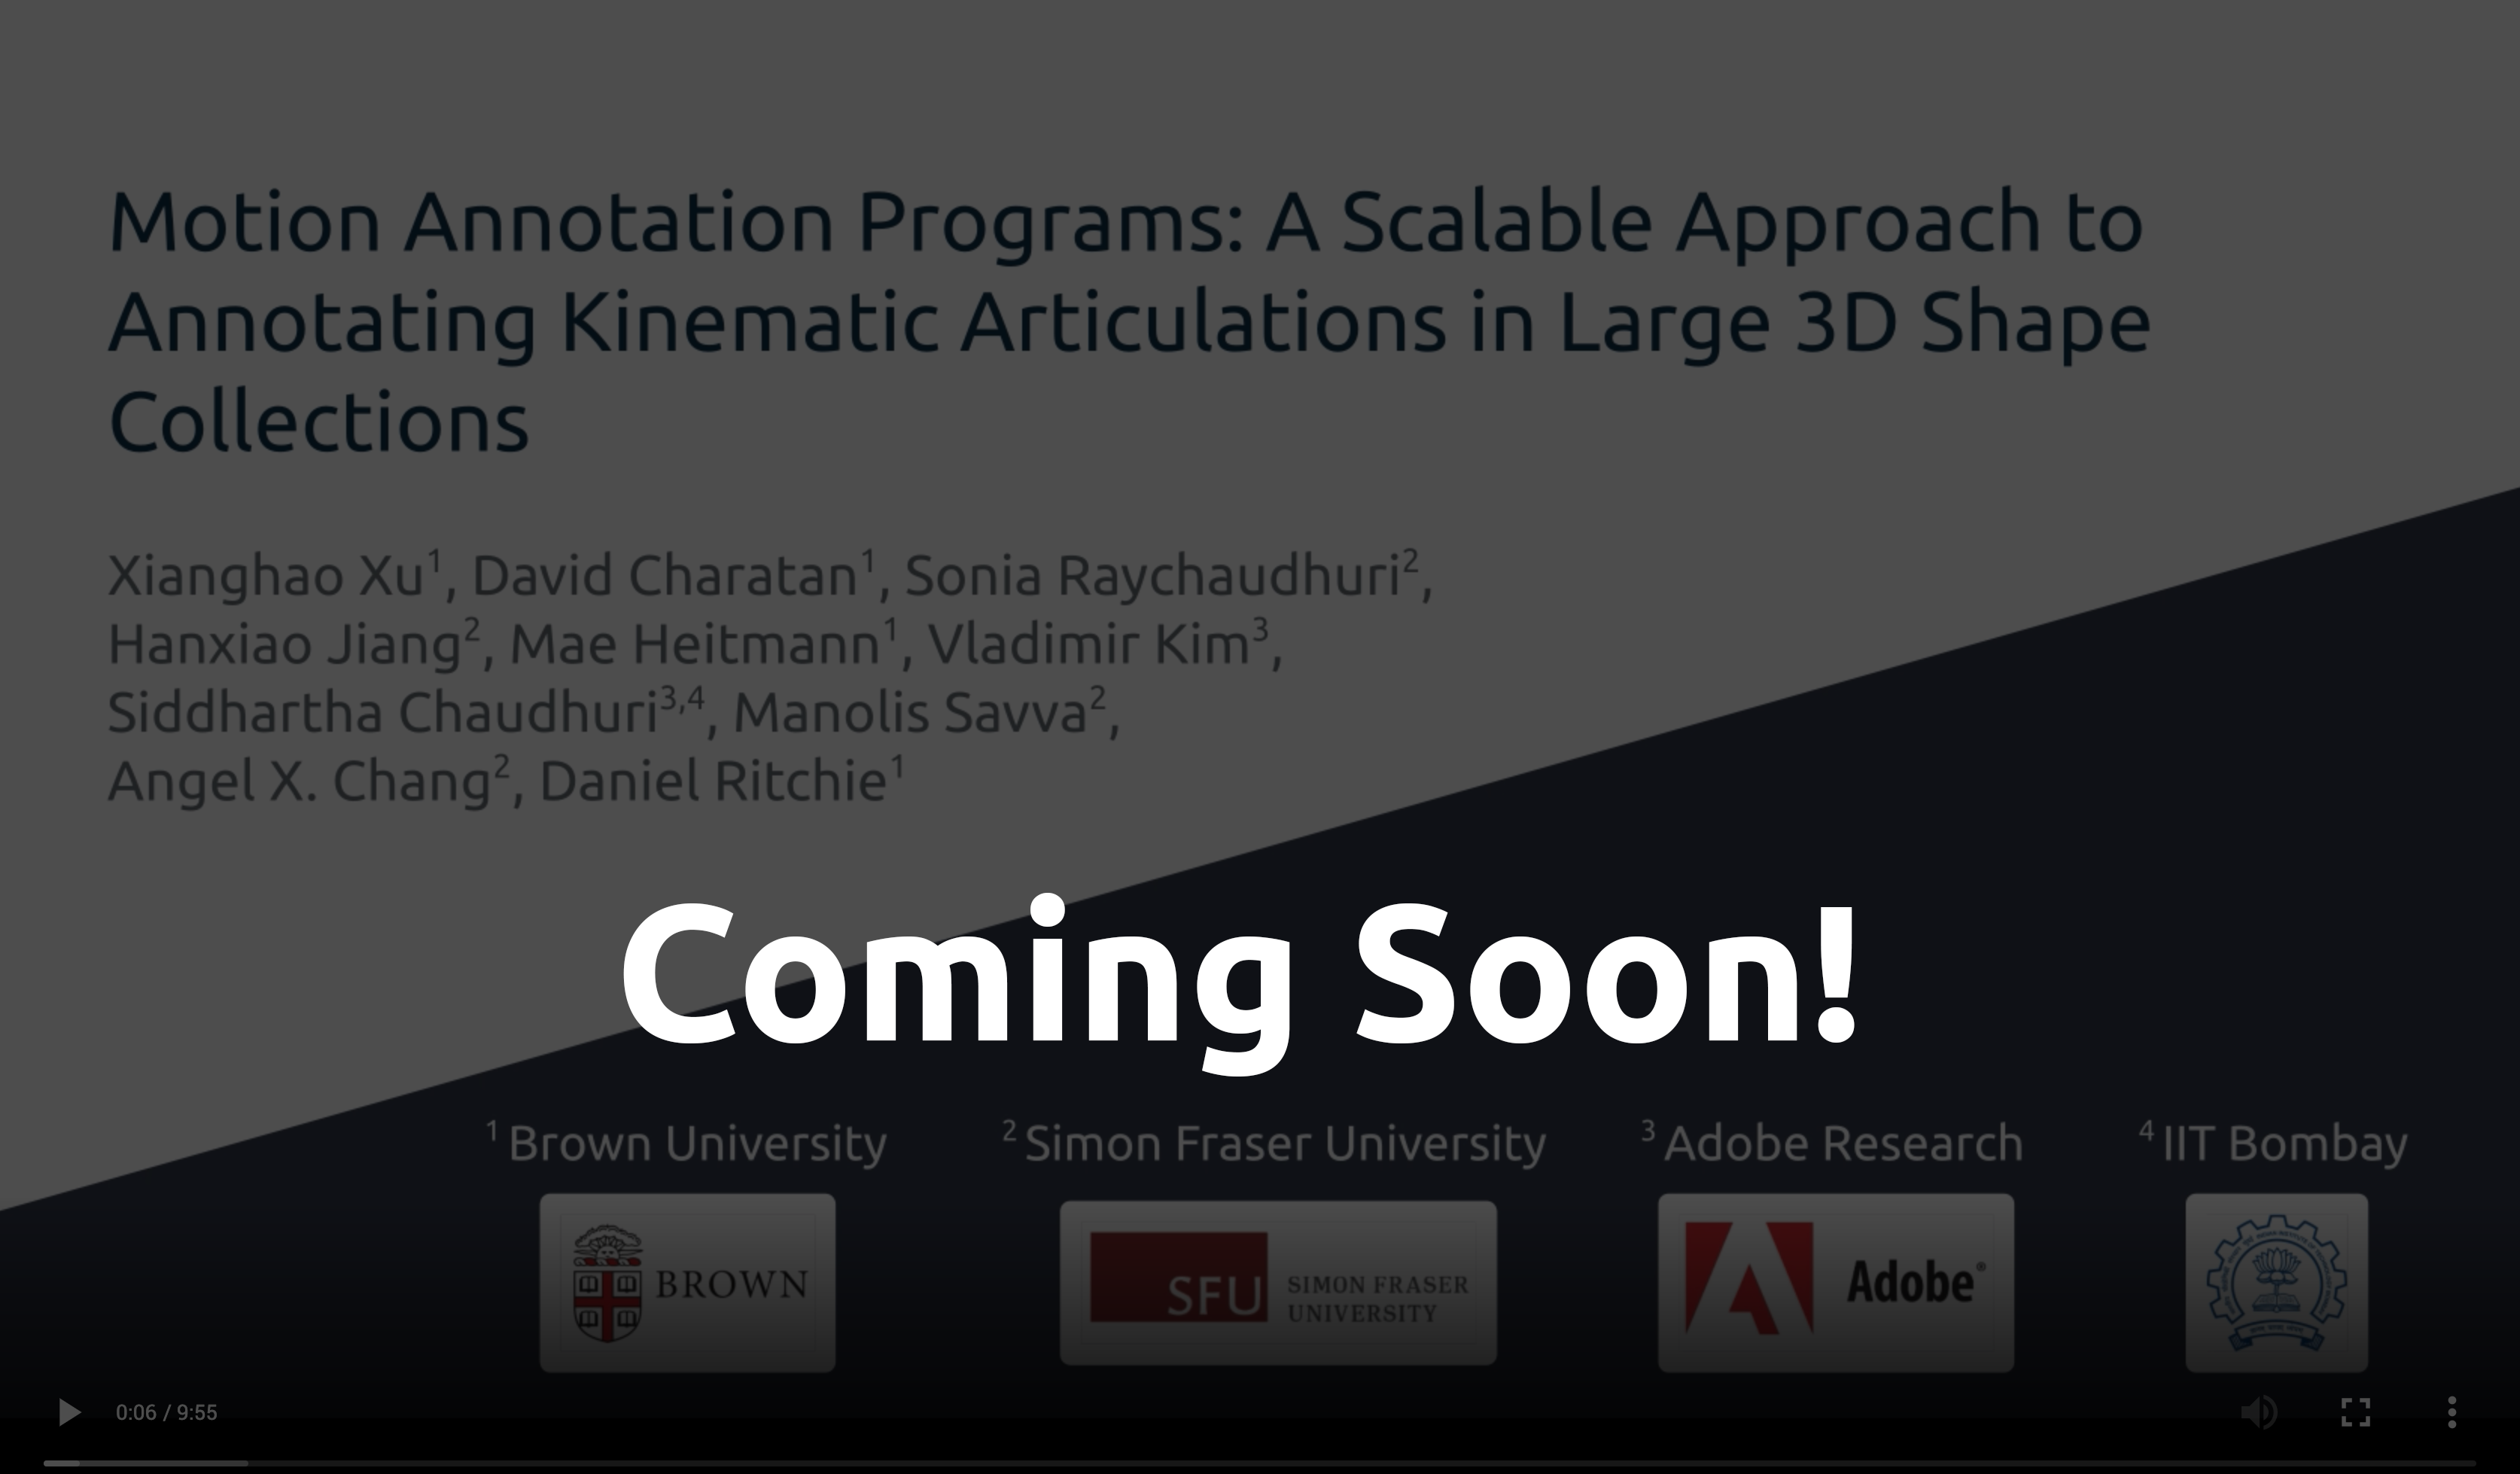 Motion Annotation Programs: A Scalable Approach to
Annotating Kinematic Articulations in Large 3D Shape
Collections
Xianghao Xu¹, David Charatan¹, Sonia Raychaudhuri²,
Hanxiao Jiang², Mae Heitmann¹, Vladimir Kim³,
Siddhartha Chaudhuri³,⁴, Manolis Savva²,
Angel X. Chang², Daniel Ritchie¹
Coming Soon!
¹ Brown University ² Simon Fraser University ³ Adobe Research ⁴ IIT Bombay
BROWN
SFU SIMON FRASER
UNIVERSITY
Adobe®
0:06 / 9:55